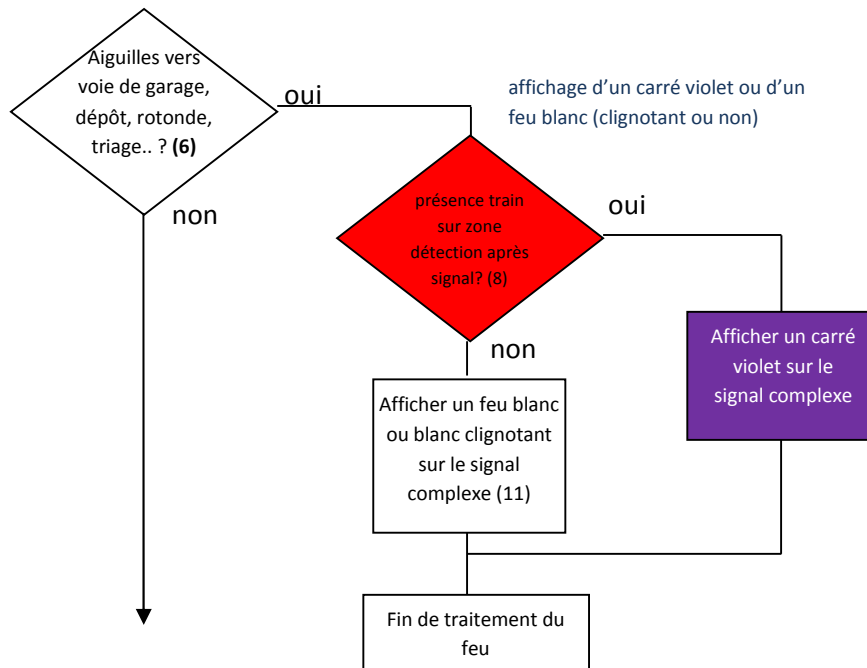 Aiguilles vers
voie de garage,
dépôt, rotonde,
triage.. ? (6)
oui
affichage d'un carré violet ou d'un
feu blanc (clignotant ou non)
non
présence train
sur zone
détection après
signal? (8)
oui
non
Afficher un carré
violet sur le
signal complexe
Afficher un feu blanc
ou blanc clignotant
sur le signal
complexe (11)
Fin de traitement du
feu